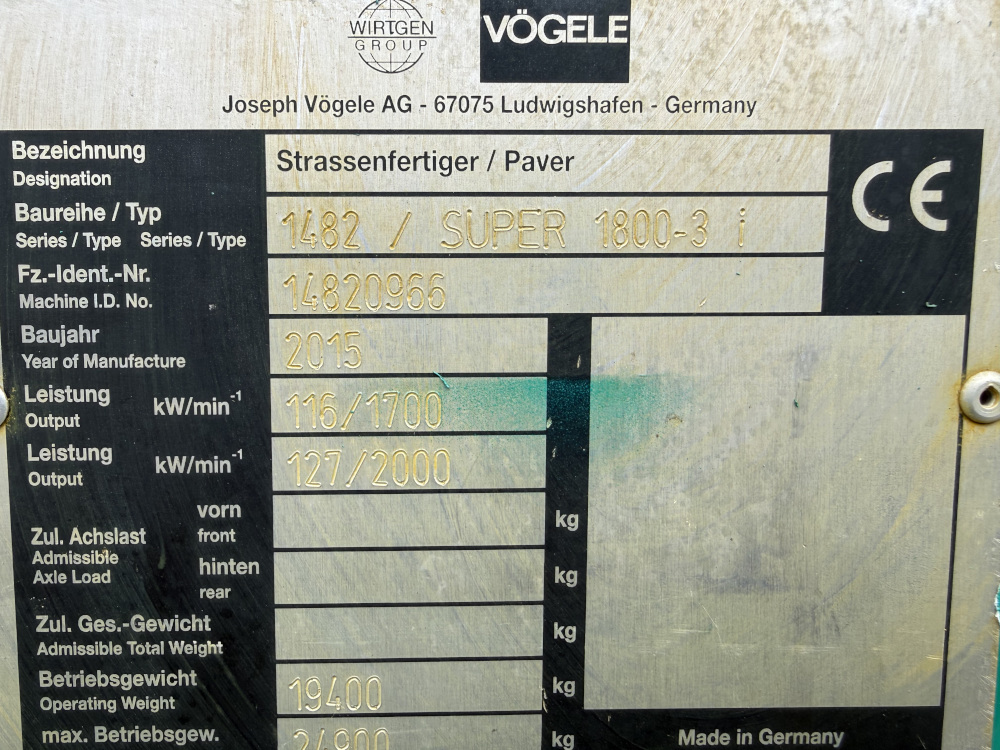 WIRTGEN
GROUP
VÖGELE
Joseph Vögele AG - 67075 Ludwigshafen - Germany
Bezeichnung
Designation
Strassenfertiger / Paver
CE
Baureihe / Typ
Series / Type Series / Type
1482 / SUPER 1800-3 i
Fz.-Ident.-Nr.
Machine I.D. No.
14820966
Baujahr
Year of Manufacture
2015
Leistung
Output
kW/min⁻¹
116/1700
Leistung
Output
kW/min⁻¹
127/2000
Zul. Achslast
Admissible
Axle Load
vorn
front
kg
hinten
rear
kg
Zul. Ges.-Gewicht
Admissible Total Weight
kg
Betriebsgewicht
Operating Weight
19400
kg
max. Betriebsgew.
24900
kg
Made in Germany